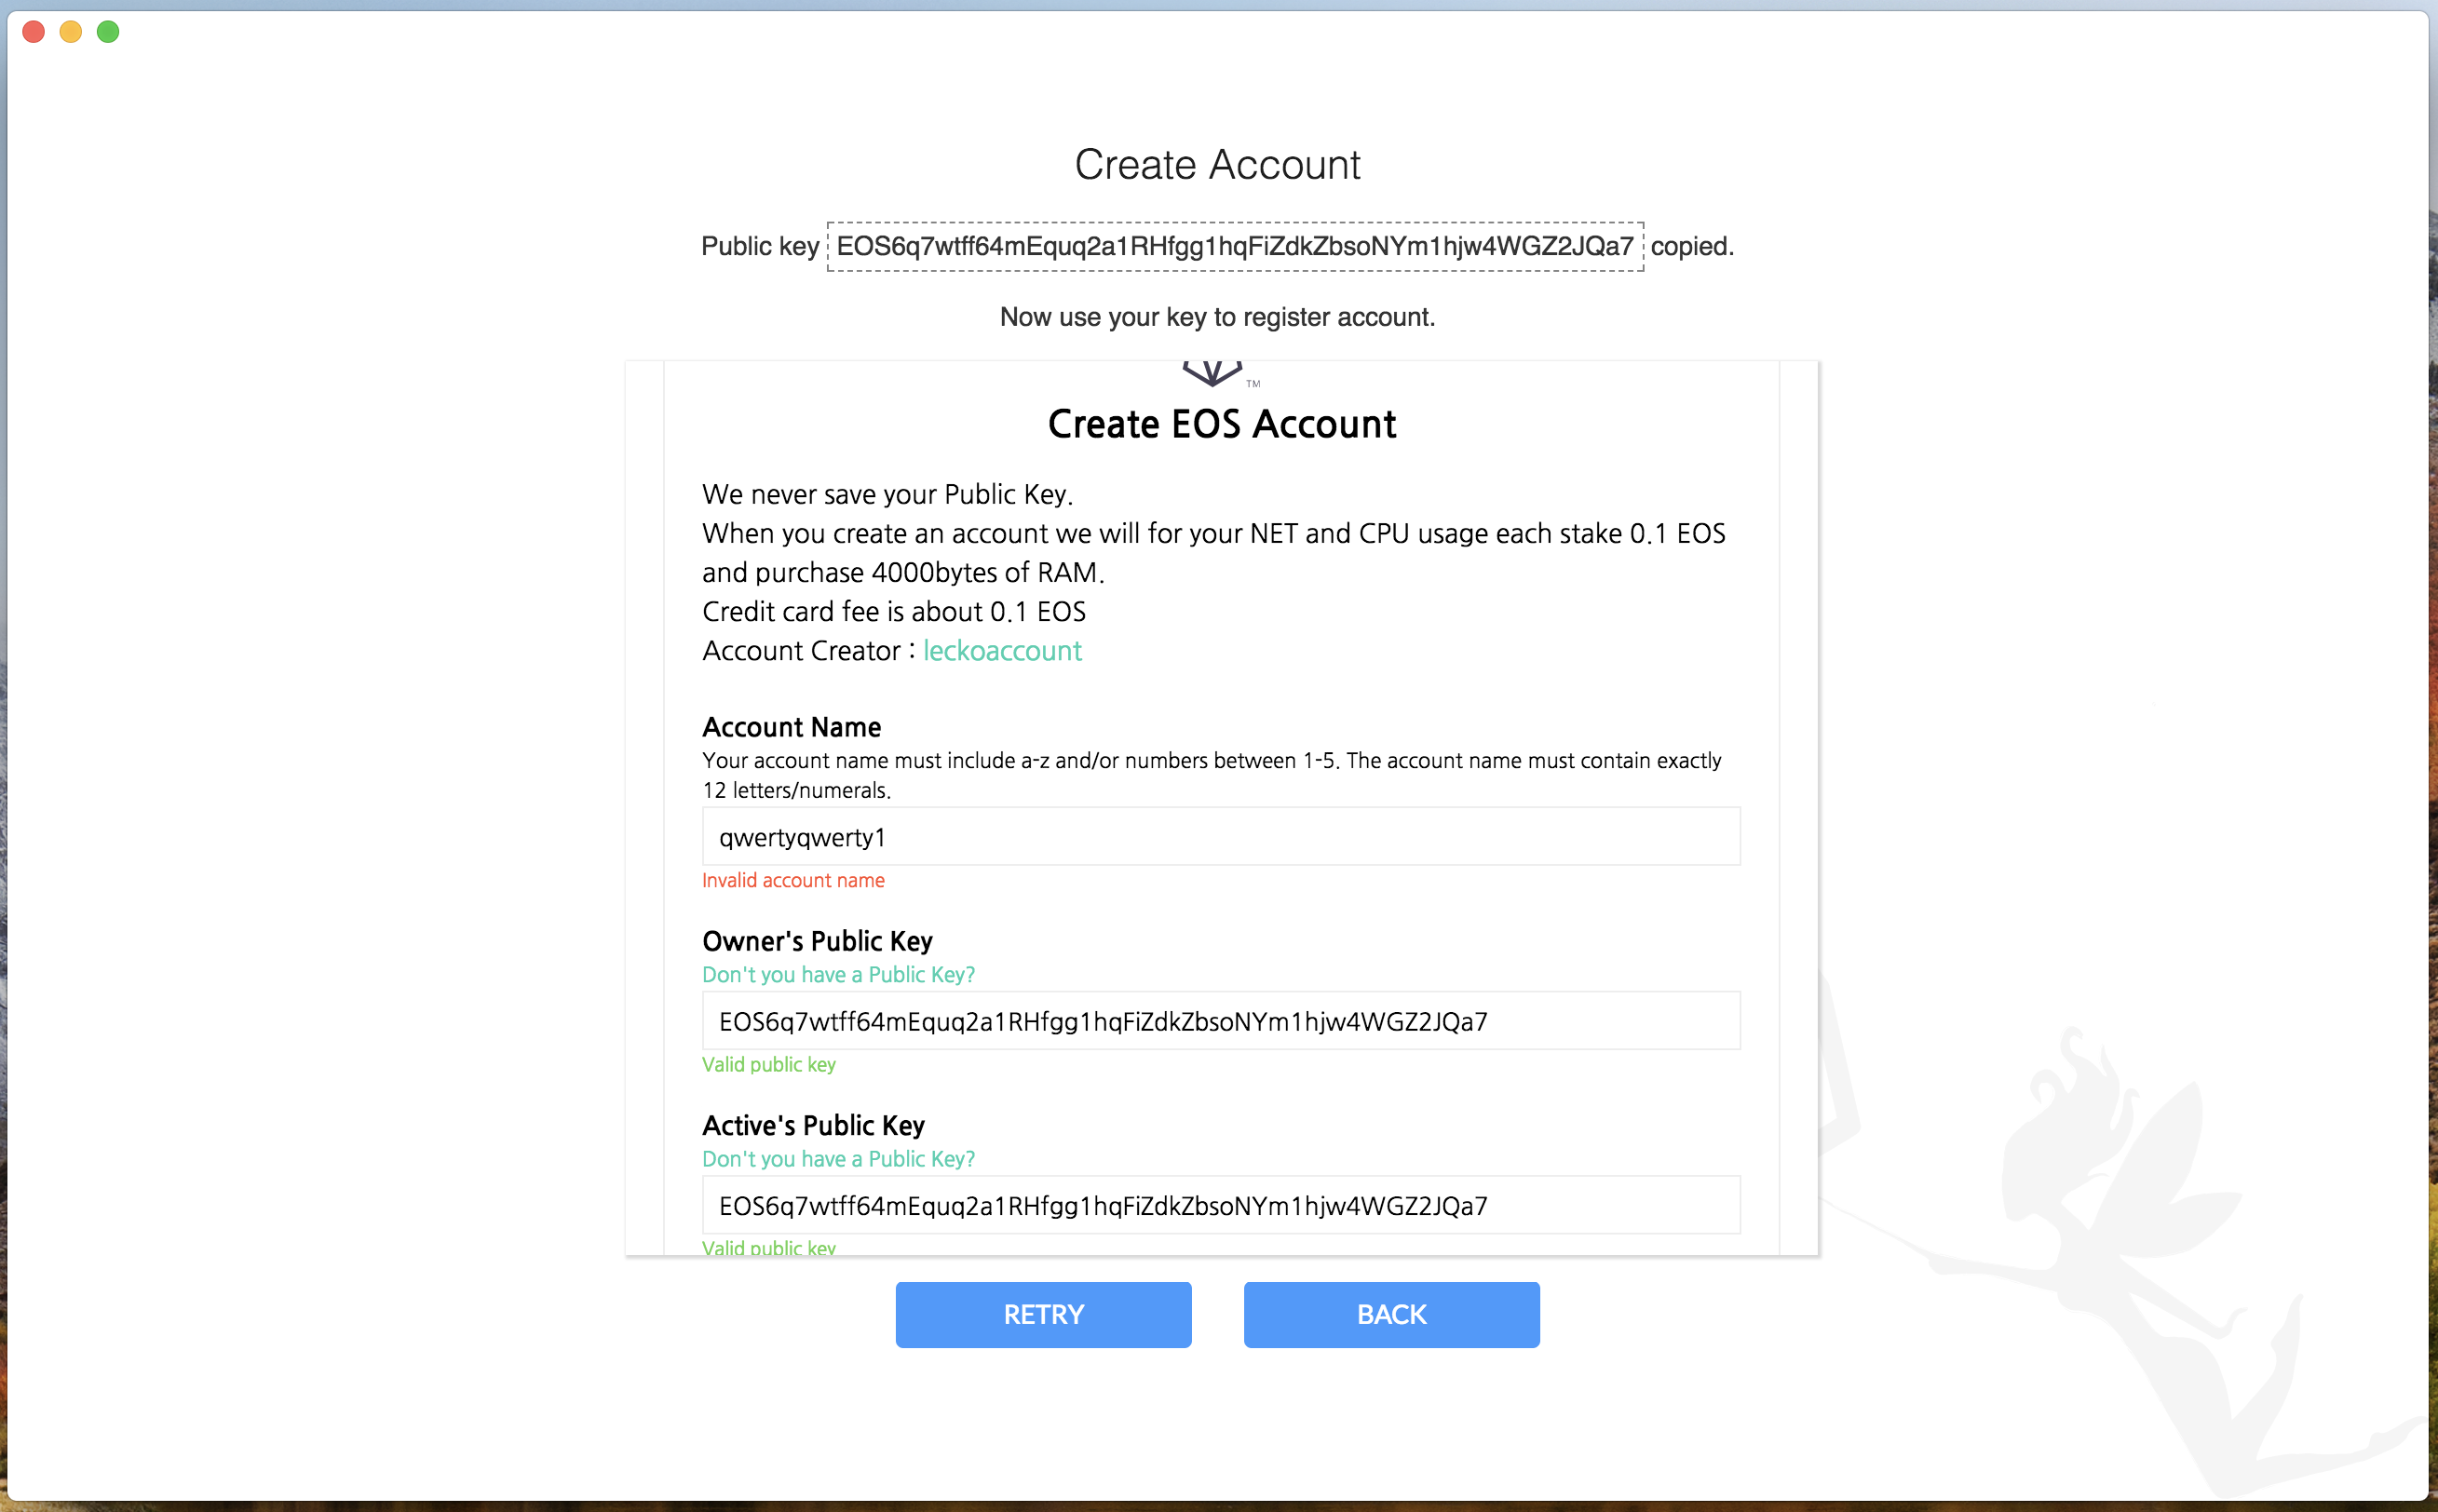 Create Account
Public key EOS6q7wtff64mEquq2a1RHfgg1hqFiZdkZbsoNYm1hjw4WGZ2JQa7 copied.
Now use your key to register account.
TM
Create EOS Account
We never save your Public Key.
When you create an account we will for your NET and CPU usage each stake 0.1 EOS
and purchase 4000bytes of RAM.
Credit card fee is about 0.1 EOS
Account Creator : leckoaccount
Account Name
Your account name must include a-z and/or numbers between 1-5. The account name must contain exactly
12 letters/numerals.
qwertyqwerty1
Invalid account name
Owner's Public Key
Don't you have a Public Key?
EOS6q7wtff64mEquq2a1RHfgg1hqFiZdkZbsoNYm1hjw4WGZ2JQa7
Valid public key
Active's Public Key
Don't you have a Public Key?
EOS6q7wtff64mEquq2a1RHfgg1hqFiZdkZbsoNYm1hjw4WGZ2JQa7
Valid public key
RETRY
BACK